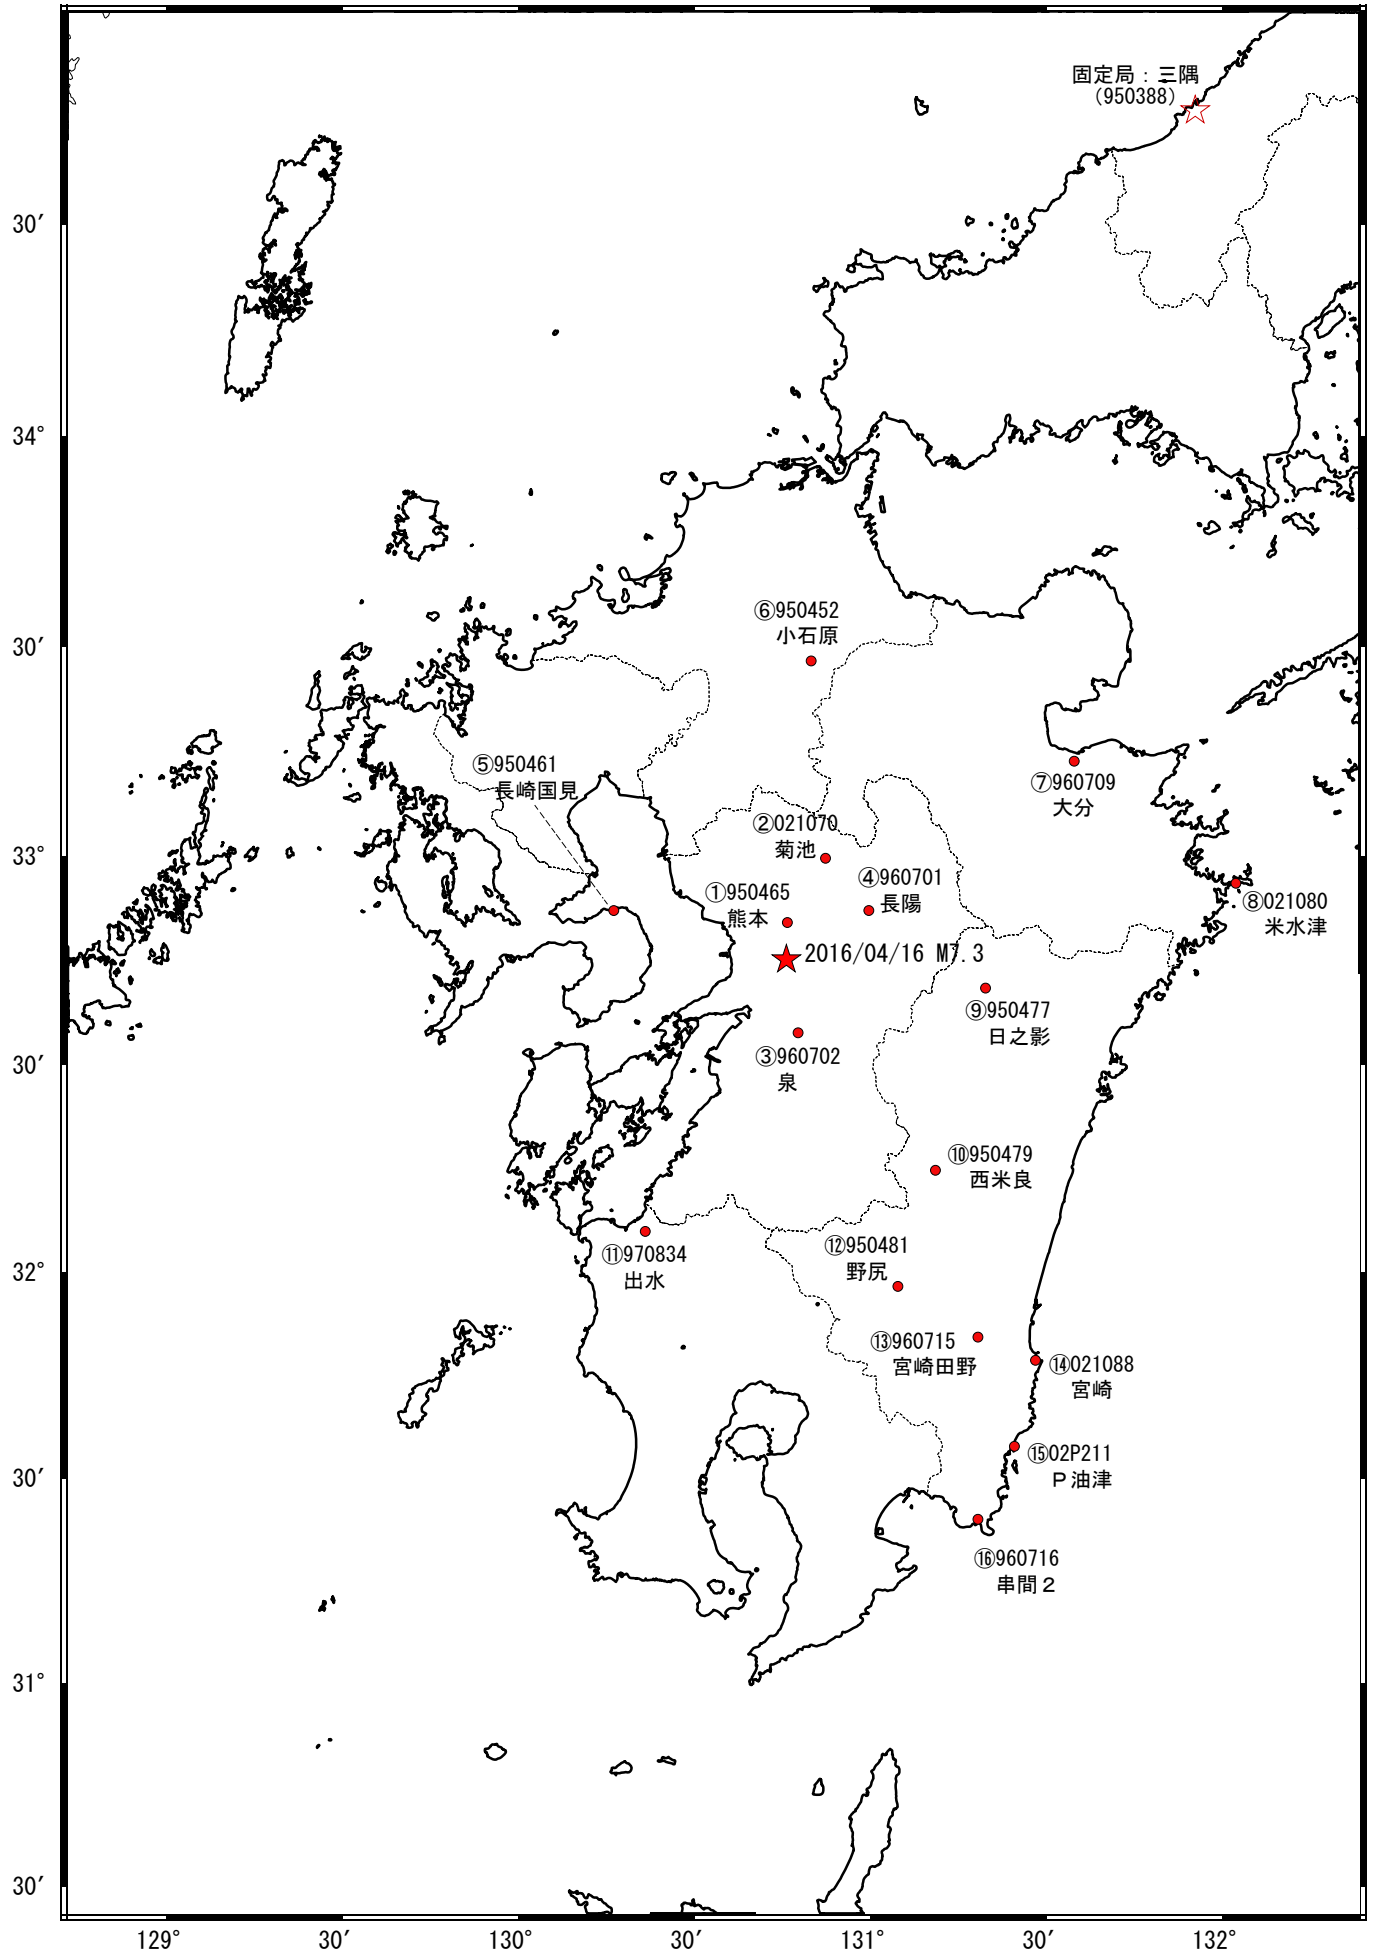 固定局：三隅
（950388）
30′
34°
⑥950452
小石原
30′
⑤950461
長崎国見
⑦960709
大分
②021070
菊池
33°
④960701
長陽
①950465
熊本
⑧021080
米水津
2016/04/16 M7.3
⑨950477
日之影
③960702
泉
30′
⑩950479
西米良
⑫950481
野尻
⑪970834
出水
32°
⑬960715
宮崎田野
⑭021088
宮崎
⑮02P211
Ｐ油津
30′
⑯960716
串間２
31°
30′
129° 30′ 130° 30′ 131° 30′ 132°